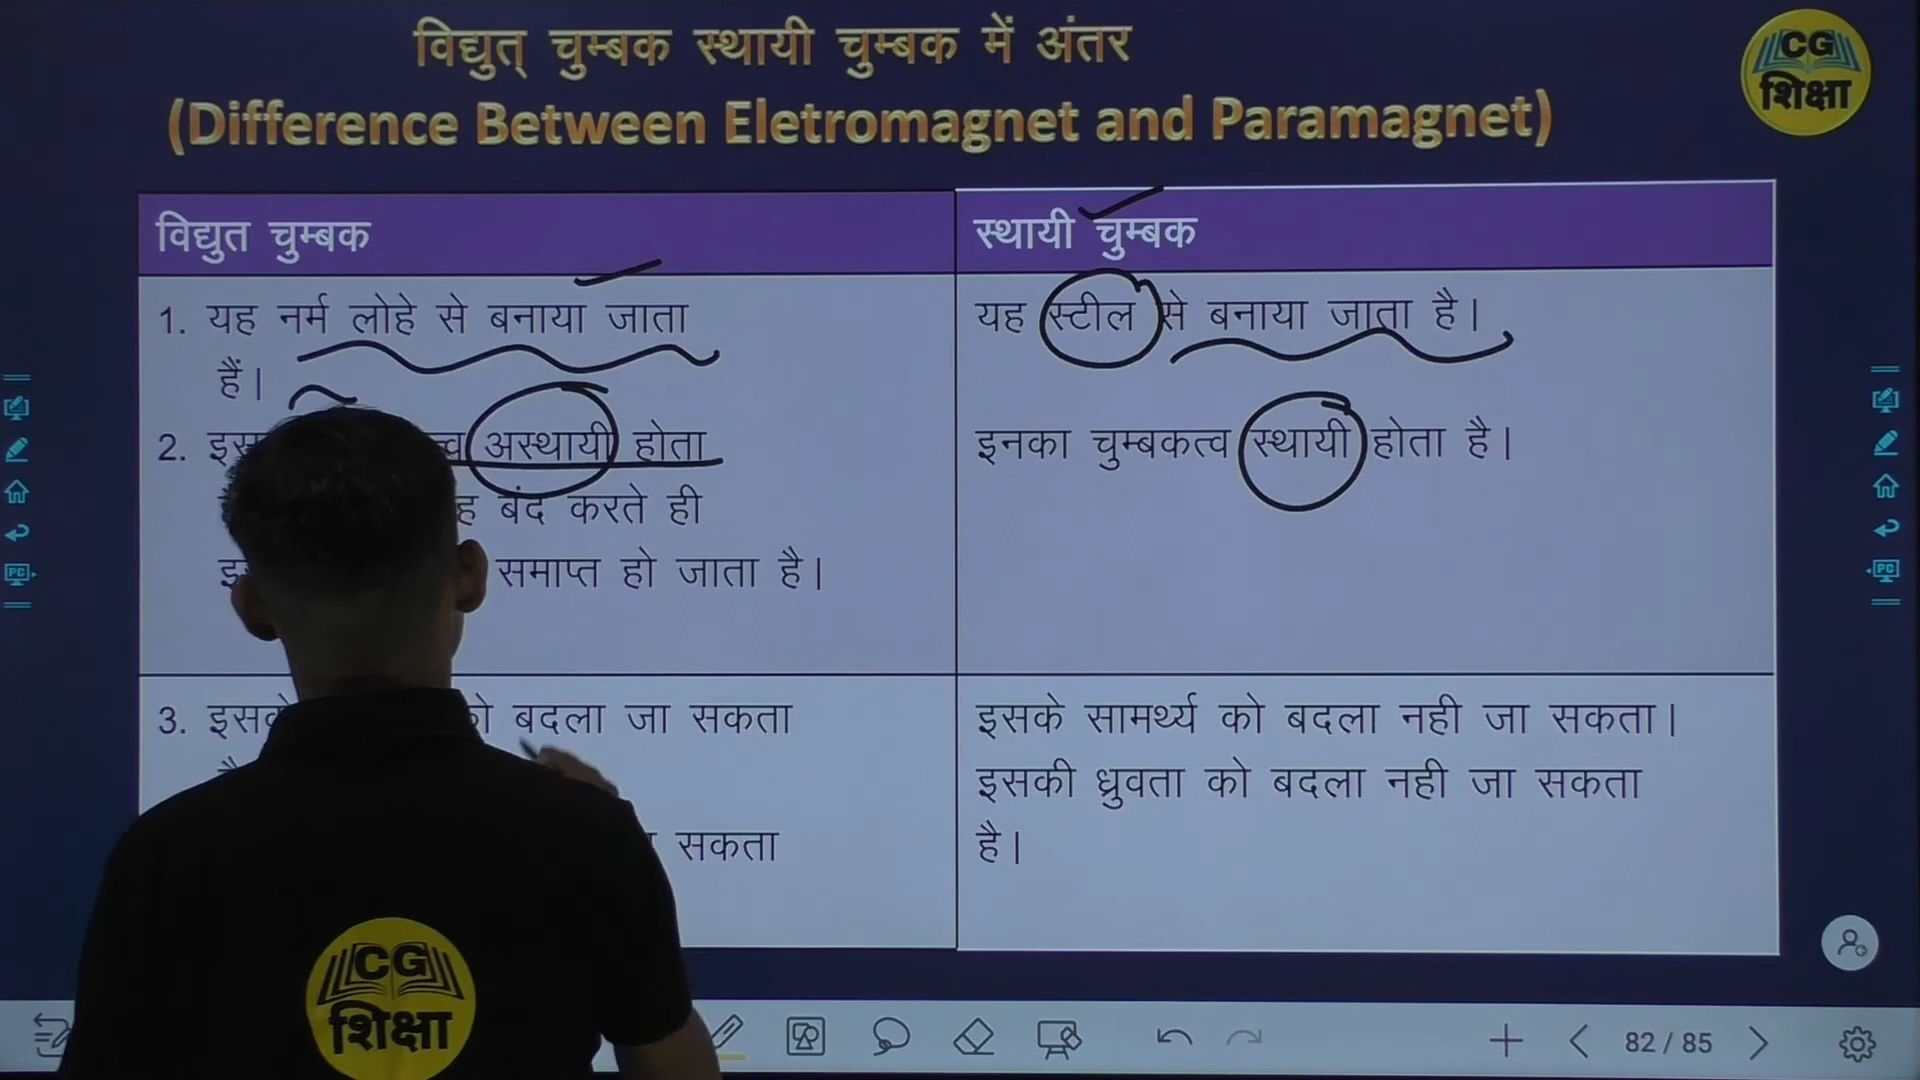 विद्युत् चुम्बक स्थायी चुम्बक में अंतर
(Difference Between Eletromagnet and Paramagnet)
CG
शिक्षा
विद्युत चुम्बक
स्थायी चुम्बक
1. यह नर्म लोहे से बनाया जाता
हैं।
2. अस्थायी होता
बंद करते ही
समाप्त हो जाता है।
3. बदला जा सकता
सकता
यह स्टील से बनाया जाता है।
इनका चुम्बकत्व स्थायी होता है।
इसके सामर्थ्य को बदला नही जा सकता।
इसकी ध्रुवता को बदला नही जा सकता
है।
PC
PC
CG
शिक्षा
82 / 85